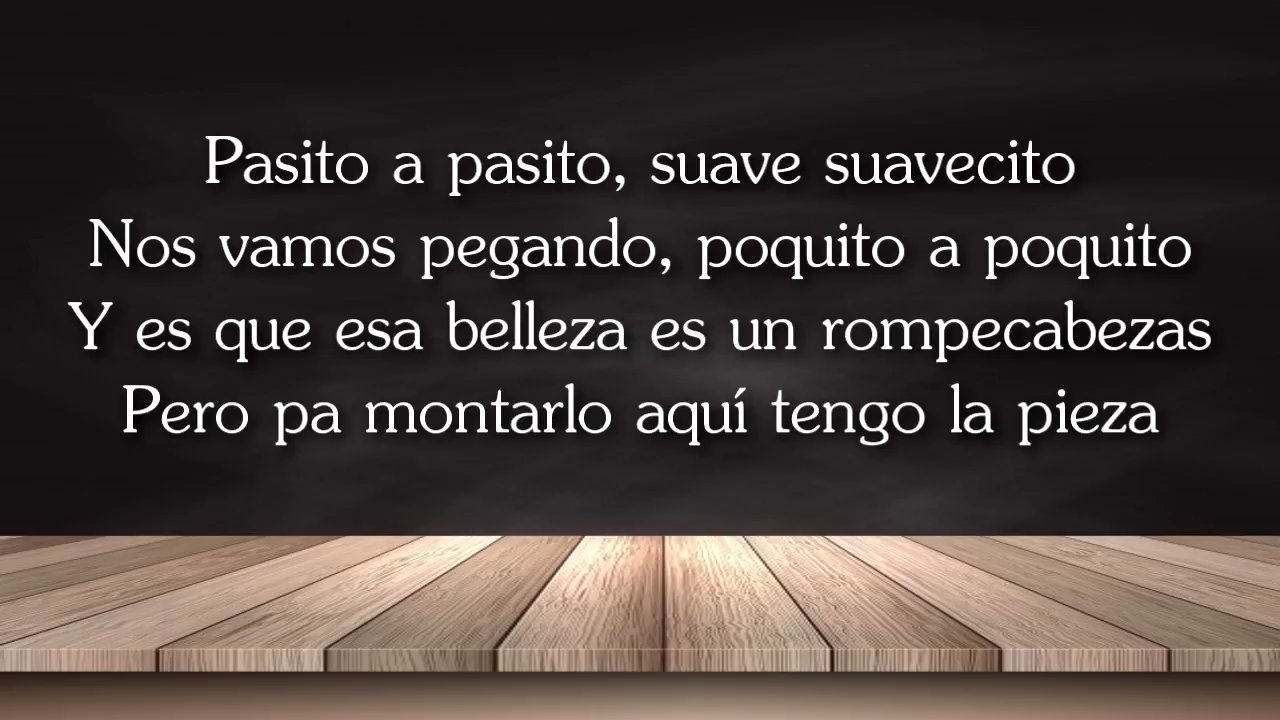 Pasito a pasito, suave suavecito
Nos vamos pegando, poquito a poquito
Y es que esa belleza es un rompecabezas
Pero pa montarlo aquí tengo la pieza